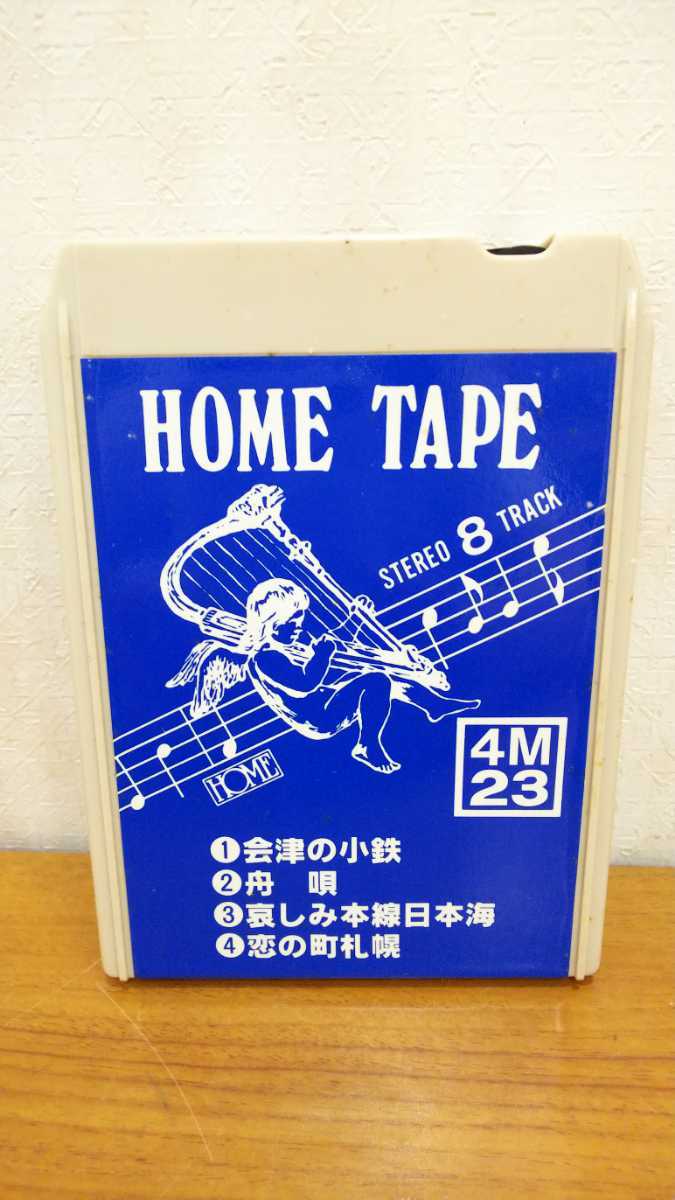 HOME TAPE
STEREO 8 TRACK
HOME
4M
23
❶会津の小鉄
❷舟　唄
❸哀しみ本線日本海
❹恋の町札幌